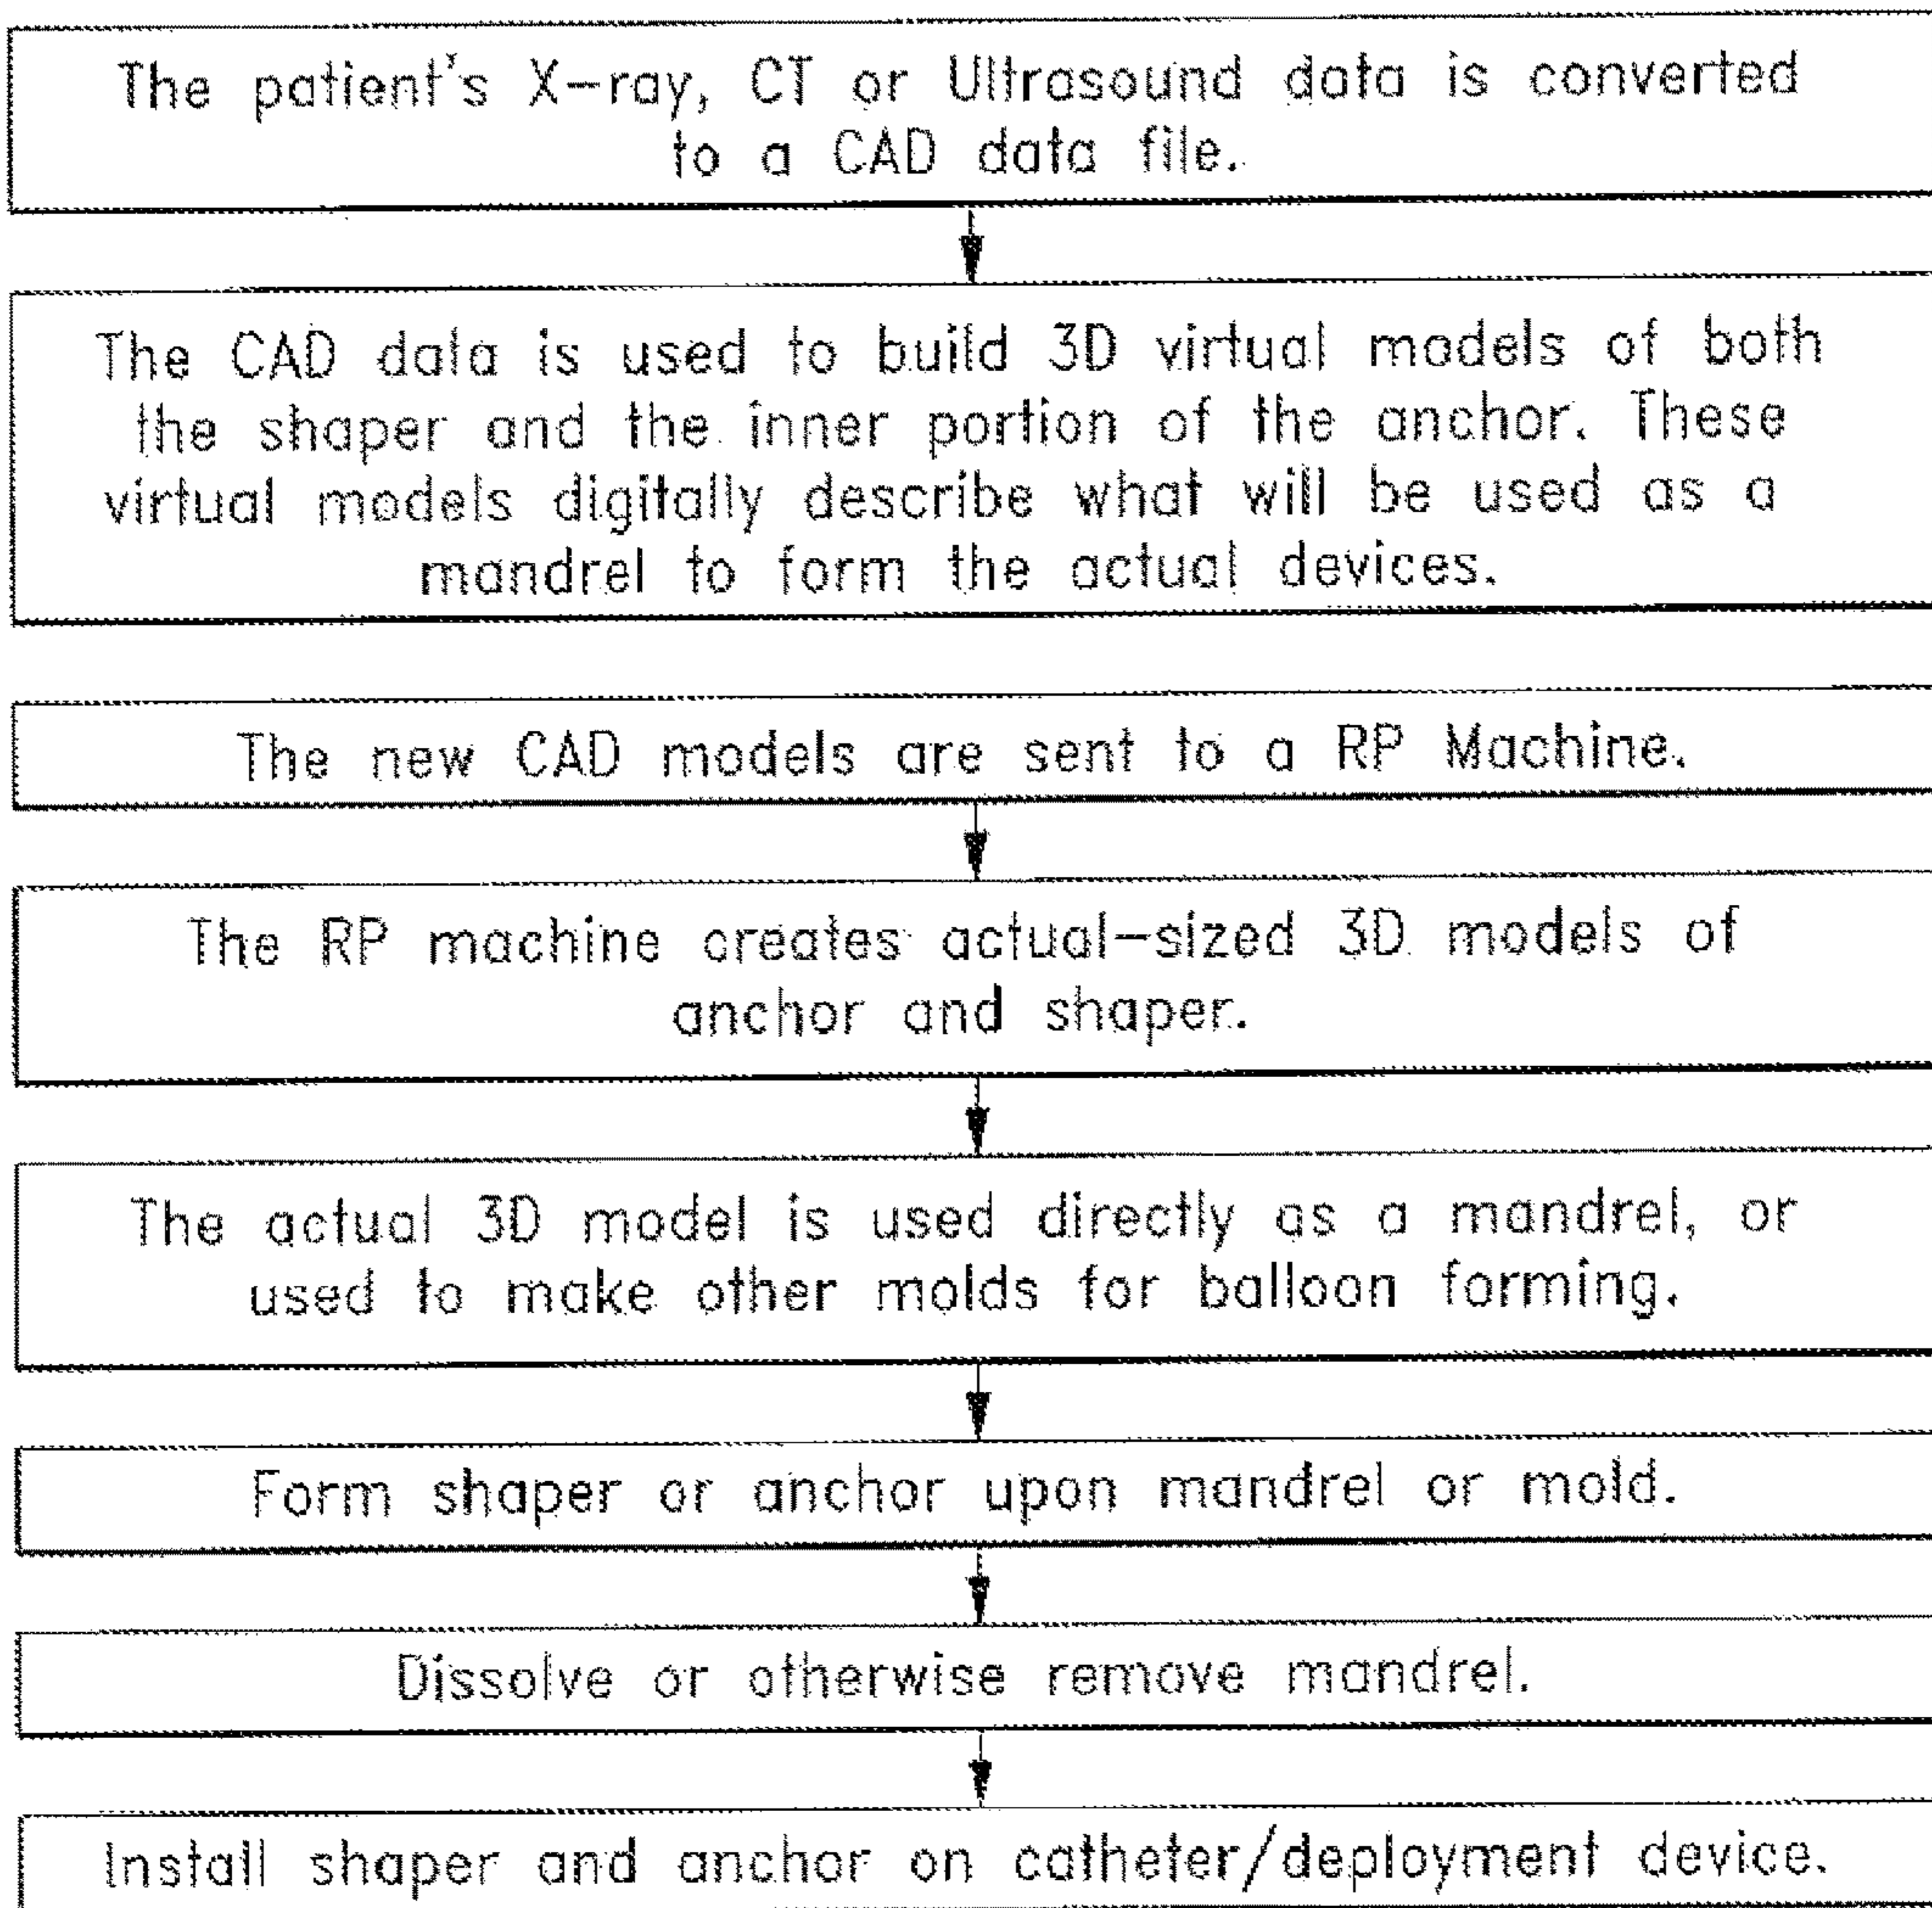 The patient's X-ray, CT or Ultrasound data is converted
to a CAD data file.
The CAD data is used to build 3D virtual models of both
the shaper and the inner portion of the anchor. These
virtual models digitally describe what will be used as a
mandrel to form the actual devices.
The new CAD models are sent to a RP Machine.
The RP machine creates actual-sized 3D models of
anchor and shaper.
The actual 3D model is used directly as a mandrel, or
used to make other molds for balloon forming.
Form shaper or anchor upon mandrel or mold.
Dissolve or otherwise remove mandrel.
Install shaper and anchor on catheter/deployment device.